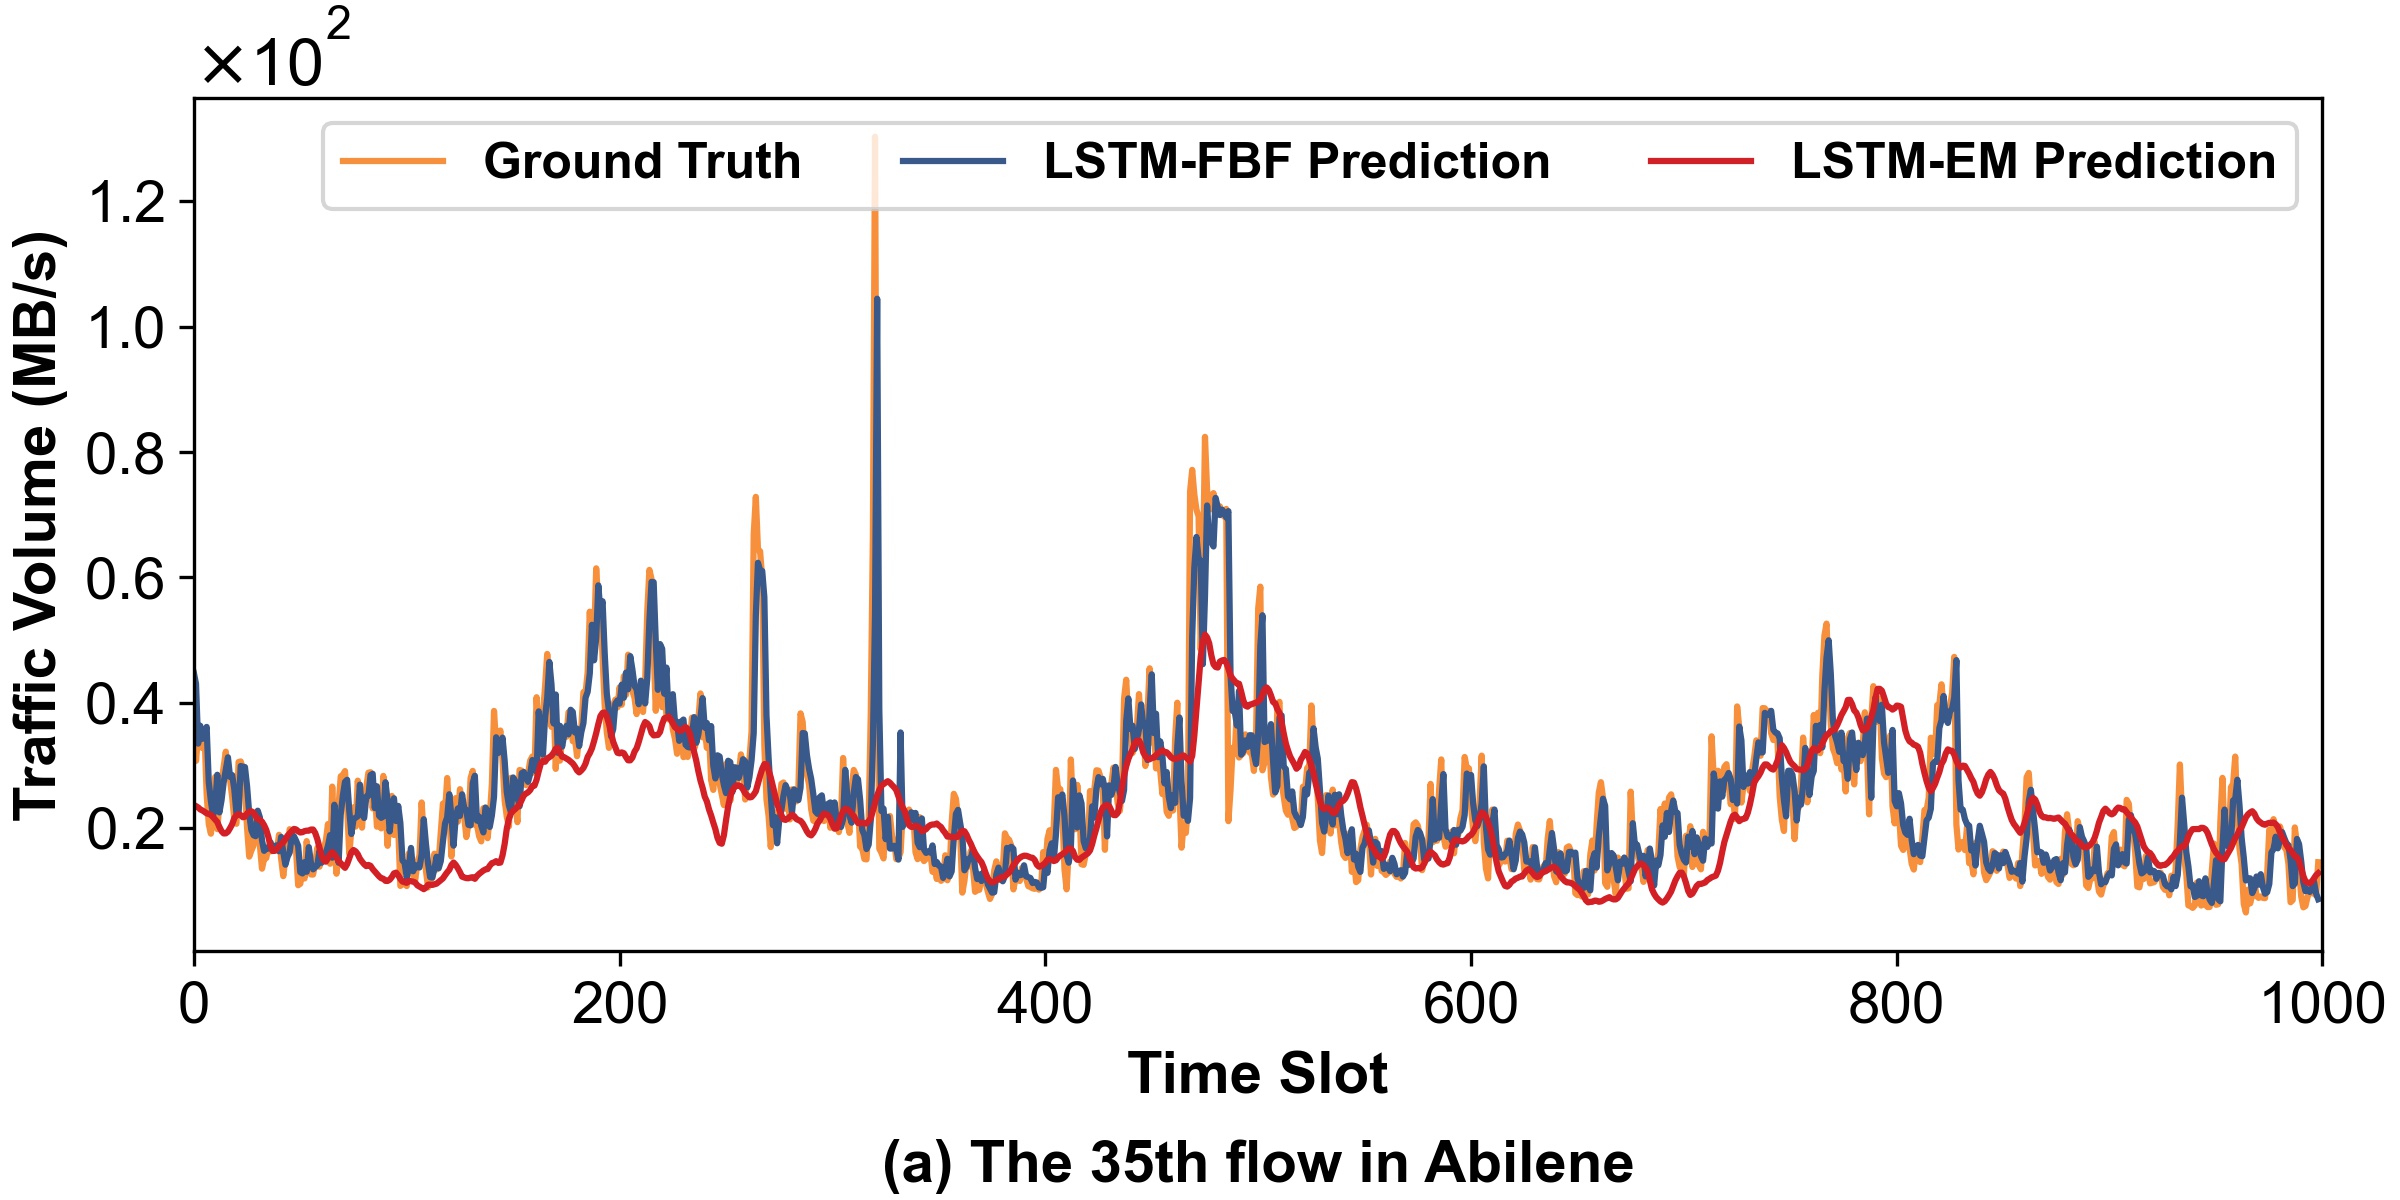 ×10²
Ground Truth LSTM-FBF Prediction LSTM-EM Prediction
Traffic Volume (MB/s)
1.2
1.0
0.8
0.6
0.4
0.2
0 200 400 600 800 1000
Time Slot
(a) The 35th flow in Abilene